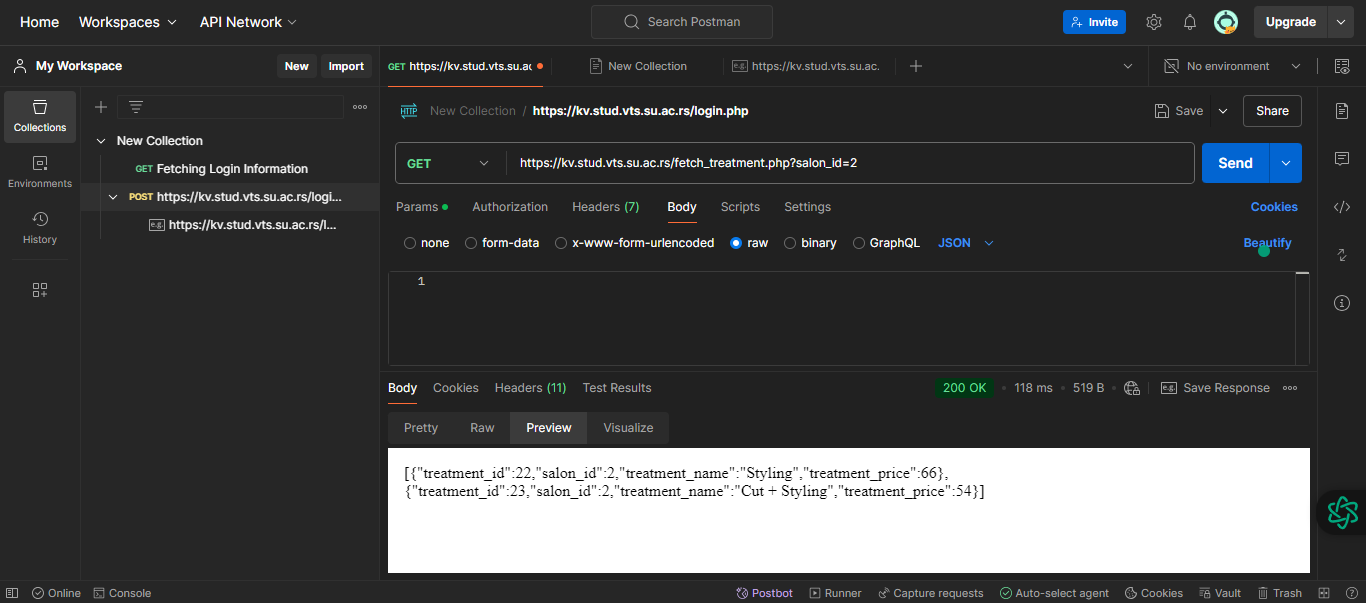 Home Workspaces API Network Search Postman Invite Upgrade
My Workspace New Import GET https://kv.stud.vts.su.ac New Collection https://kv.stud.vts.su.ac. No environment
Collections
Environments
History
New Collection
GET Fetching Login Information
POST https://kv.stud.vts.su.ac.rs/logi...
e.g. https://kv.stud.vts.su.ac.rs/l...
HTTP New Collection / https://kv.stud.vts.su.ac.rs/login.php Save Share
GET https://kv.stud.vts.su.ac.rs/fetch_treatment.php?salon_id=2 Send
Params Authorization Headers (7) Body Scripts Settings Cookies
none form-data x-www-form-urlencoded raw binary GraphQL JSON Beautify
1
Body Cookies Headers (11) Test Results 200 OK 118 ms 519 B e.g. Save Response
Pretty Raw Preview Visualize
[{"treatment_id":22,"salon_id":2,"treatment_name":"Styling","treatment_price":66},
{"treatment_id":23,"salon_id":2,"treatment_name":"Cut + Styling","treatment_price":54}]
Online Console Postbot Runner Capture requests Auto-select agent Cookies Vault Trash